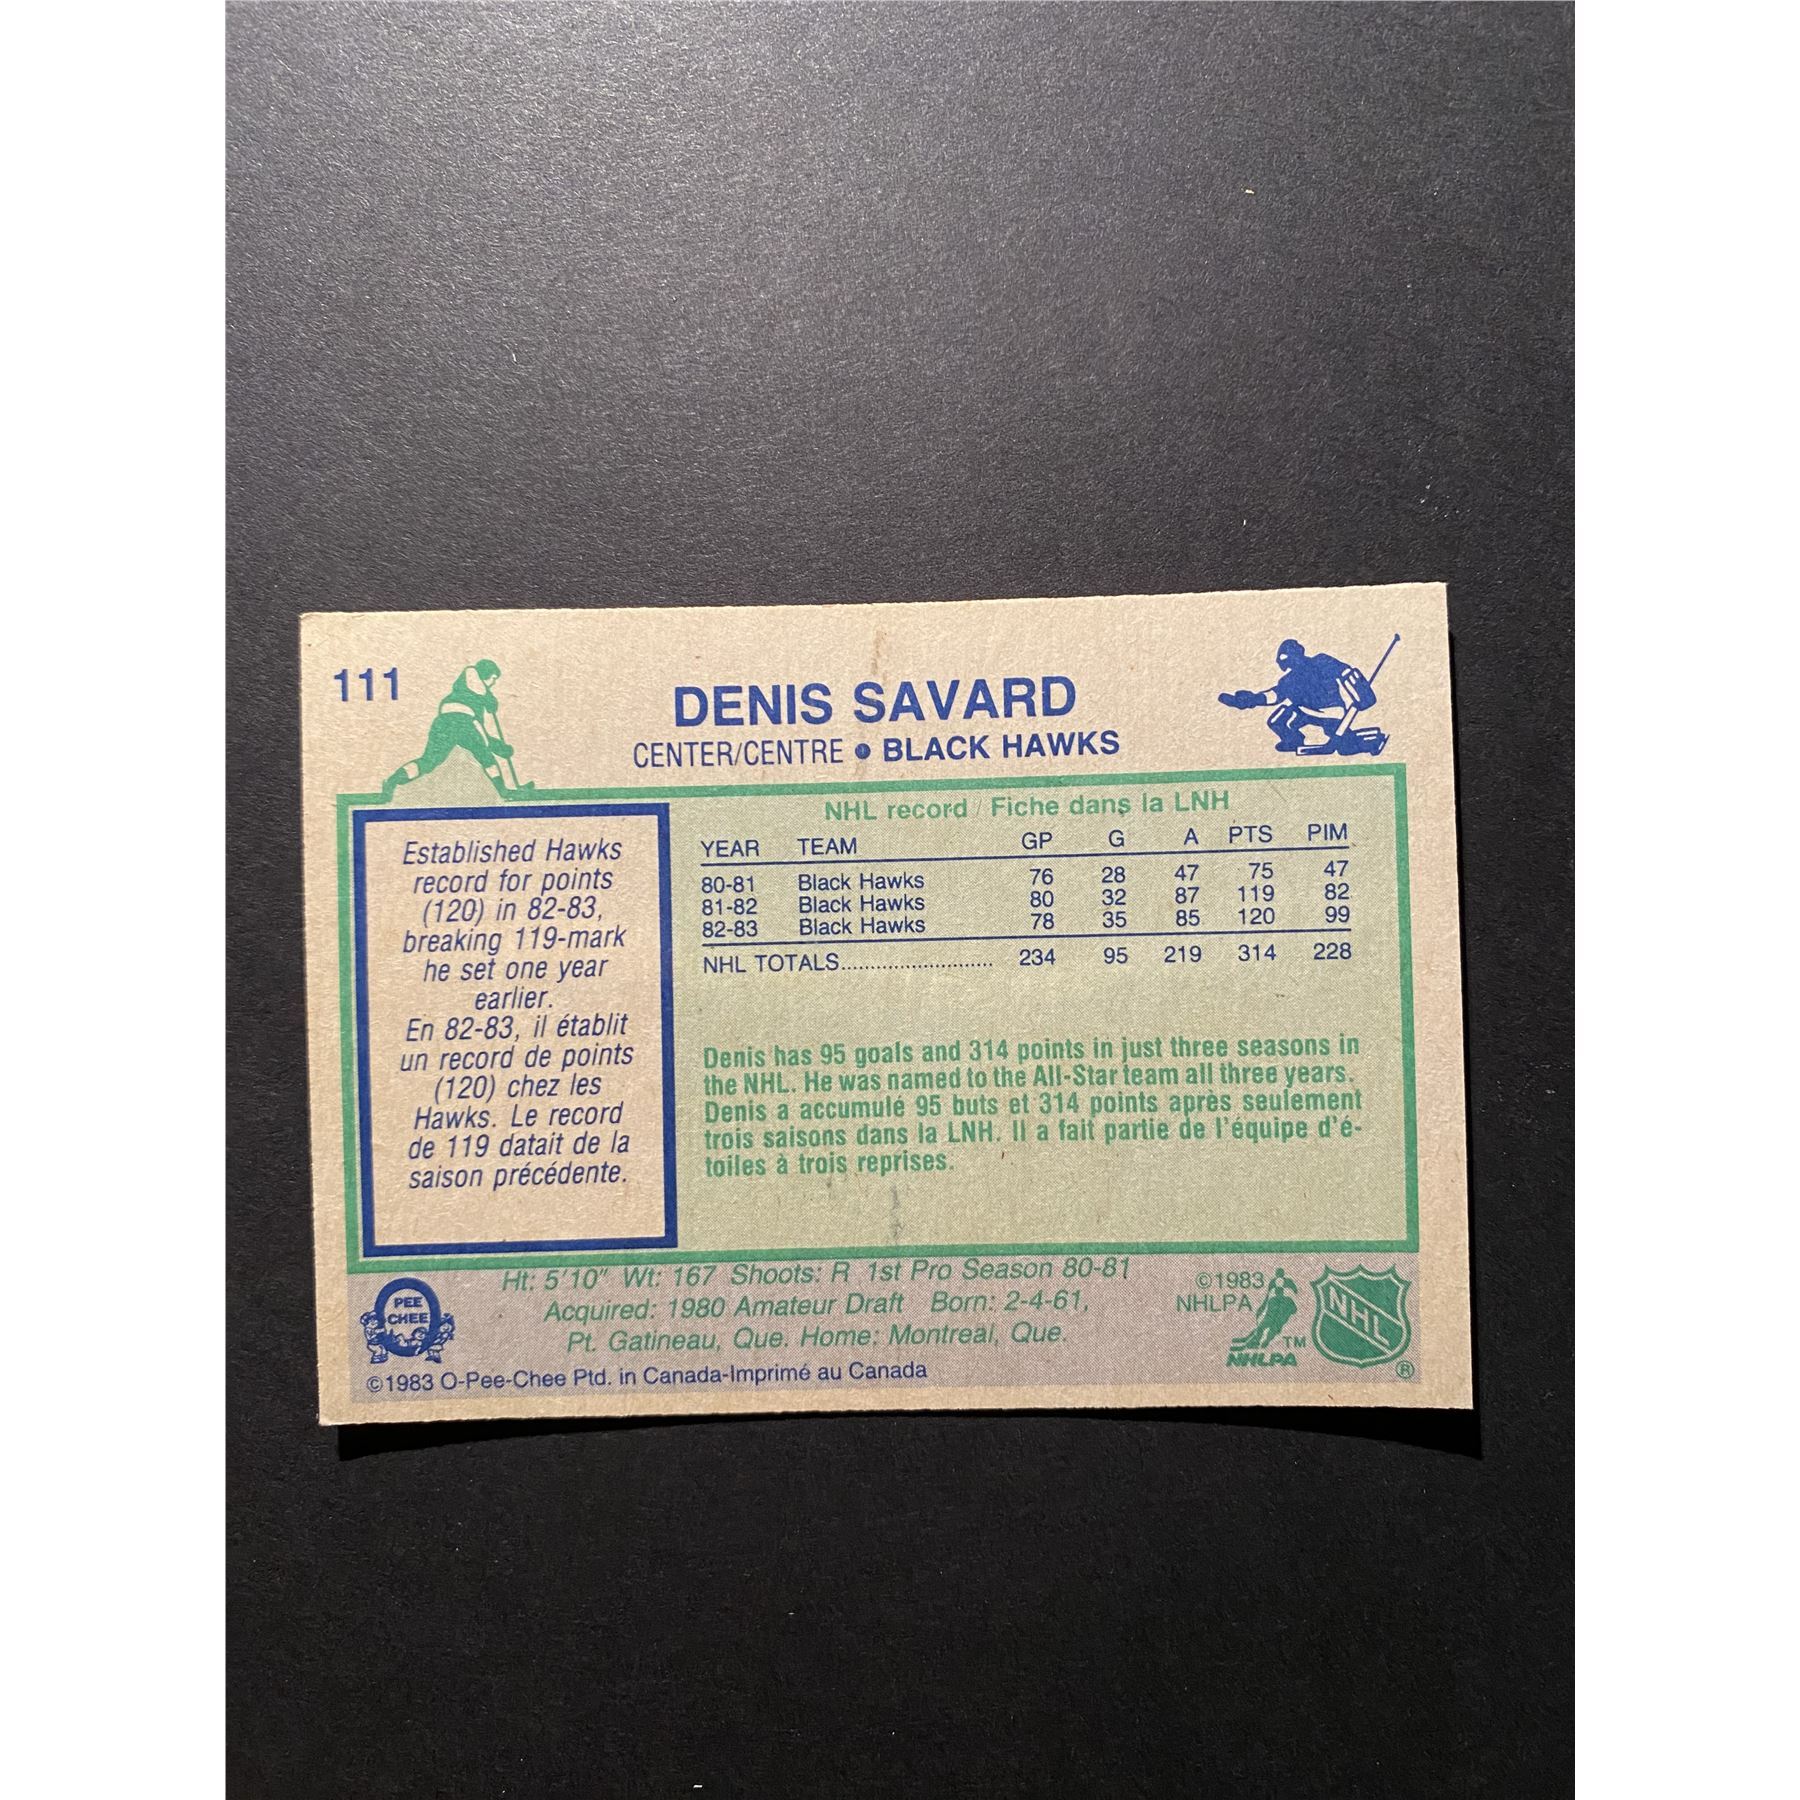 111
DENIS SAVARD
CENTER/CENTRE • BLACK HAWKS
Established Hawks
record for points
(120) in 82-83,
breaking 119-mark
he set one year
earlier.
En 82-83, il établit
un record de points
(120) chez les
Hawks. Le record
de 119 datait de la
saison précédente.
NHL record / Fiche dans la LNH
YEAR TEAM GP G A PTS PIM
80-81 Black Hawks 76 28 47 75 47
81-82 Black Hawks 80 32 87 119 82
82-83 Black Hawks 78 35 85 120 99
NHL TOTALS.......................... 234 95 219 314 228
Denis has 95 goals and 314 points in just three seasons in
the NHL. He was named to the All-Star team all three years.
Denis a accumulé 95 buts et 314 points après seulement
trois saisons dans la LNH. Il a fait partie de l'équipe d'é-
toiles à trois reprises.
Ht: 5'10" Wt: 167 Shoots: R 1st Pro Season 80-81
Acquired: 1980 Amateur Draft Born: 2-4-61,
Pt. Gatineau, Que. Home: Montreal, Que.
PEE
CHEE
©1983 O-Pee-Chee Ptd. in Canada-Imprimé au Canada
©1983
NHLPA
TM
NHLPA
NHL
®